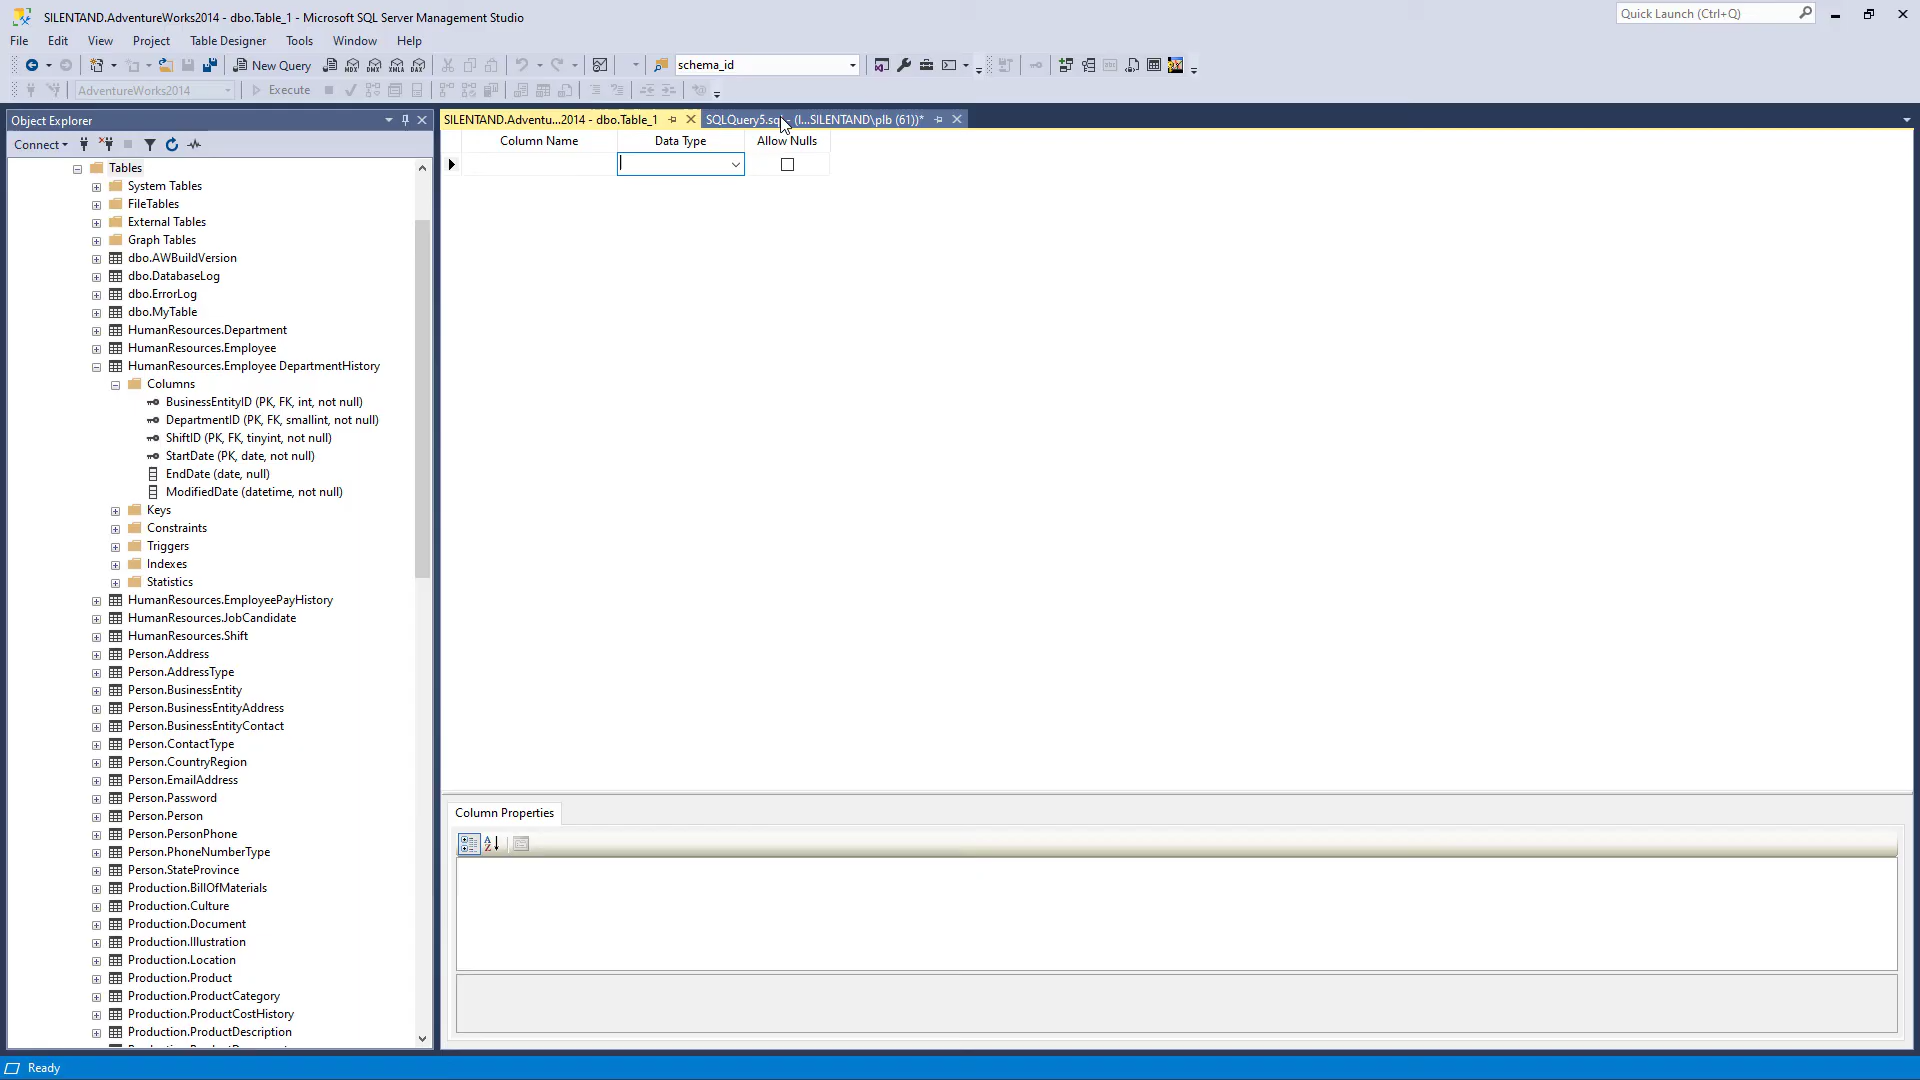 SILENTAND.AdventureWorks2014 - dbo.Table_1 - Microsoft SQL Server Management Studio
Quick Launch (Ctrl+Q)
File Edit View Project Table Designer Tools Window Help
New Query MDX DMX XMLA DAX schema_id
AdventureWorks2014 Execute
Object Explorer
SILENTAND.Adventu...2014 - dbo.Table_1
SQLQuery5.sq - (l...SILENTAND\plb (61))*
Connect
Column Name Data Type Allow Nulls
Tables
System Tables
FileTables
External Tables
Graph Tables
dbo.AWBuildVersion
dbo.DatabaseLog
dbo.ErrorLog
dbo.MyTable
HumanResources.Department
HumanResources.Employee
HumanResources.Employee DepartmentHistory
Columns
BusinessEntityID (PK, FK, int, not null)
DepartmentID (PK, FK, smallint, not null)
ShiftID (PK, FK, tinyint, not null)
StartDate (PK, date, not null)
EndDate (date, null)
ModifiedDate (datetime, not null)
Keys
Constraints
Triggers
Indexes
Statistics
HumanResources.EmployeePayHistory
HumanResources.JobCandidate
HumanResources.Shift
Person.Address
Person.AddressType
Person.BusinessEntity
Person.BusinessEntityAddress
Person.BusinessEntityContact
Person.ContactType
Person.CountryRegion
Person.EmailAddress
Person.Password
Person.Person
Person.PersonPhone
Person.PhoneNumberType
Person.StateProvince
Production.BillOfMaterials
Production.Culture
Production.Document
Production.Illustration
Production.Location
Production.Product
Production.ProductCategory
Production.ProductCostHistory
Production.ProductDescription
Column Properties
Ready